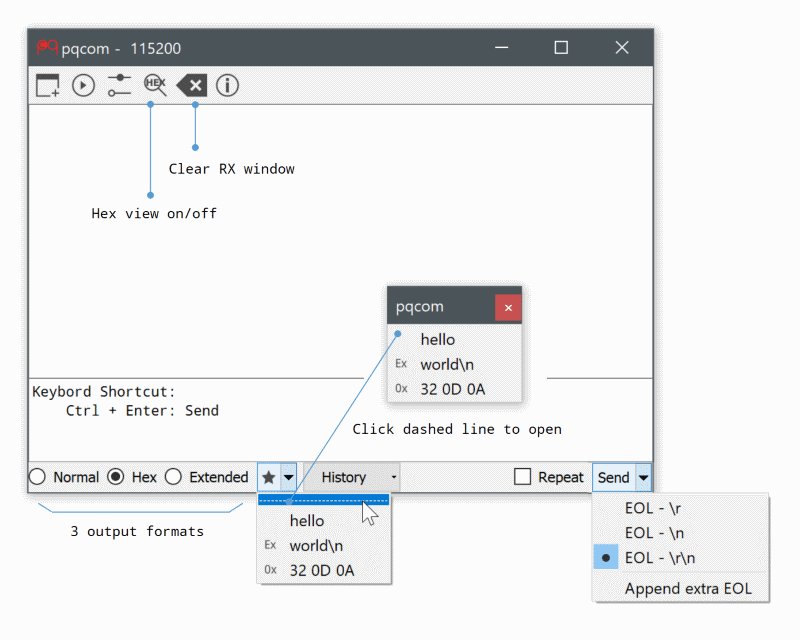 pqcom - 115200
HEX
Clear RX window
Hex view on/off
pqcom
hello
Ex world\n
0x 32 0D 0A
Keybord Shortcut:
Ctrl + Enter: Send
Click dashed line to open
Normal Hex Extended History Repeat Send
3 output formats
hello
Ex world\n
0x 32 0D 0A
EOL - \r
EOL - \n
EOL - \r\n
Append extra EOL